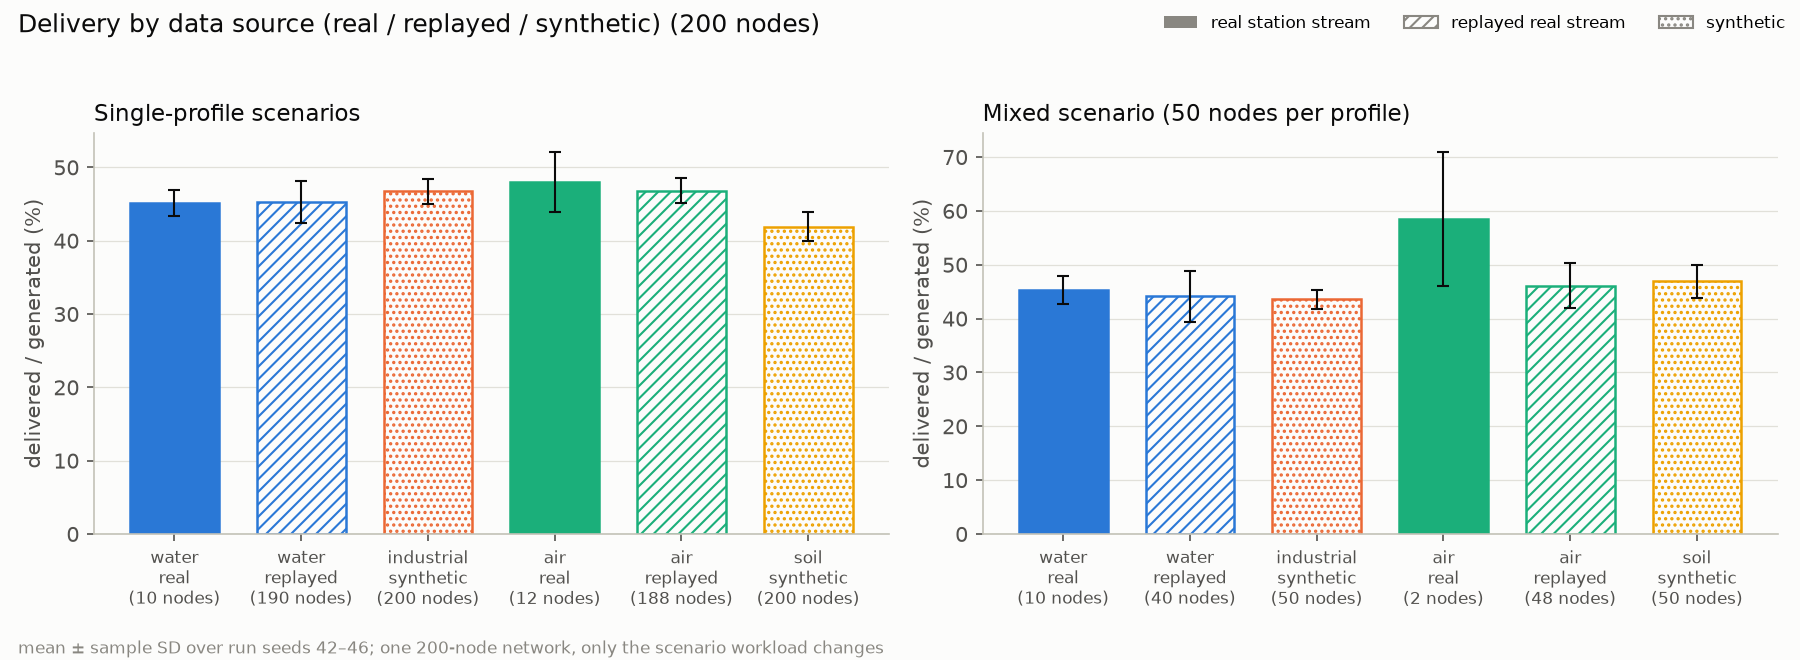 Delivery by data source (real / replayed / synthetic) (200 nodes)
real station stream
replayed real stream
synthetic
Single-profile scenarios
delivered / generated (%)
50
40
30
20
10
0
water real (10 nodes)
water replayed (190 nodes)
industrial synthetic (200 nodes)
air real (12 nodes)
air replayed (188 nodes)
soil synthetic (200 nodes)
Mixed scenario (50 nodes per profile)
delivered / generated (%)
70
60
50
40
30
20
10
0
water real (10 nodes)
water replayed (40 nodes)
industrial synthetic (50 nodes)
air real (2 nodes)
air replayed (48 nodes)
soil synthetic (50 nodes)
mean ± sample SD over run seeds 42–46; one 200-node network, only the scenario workload changes